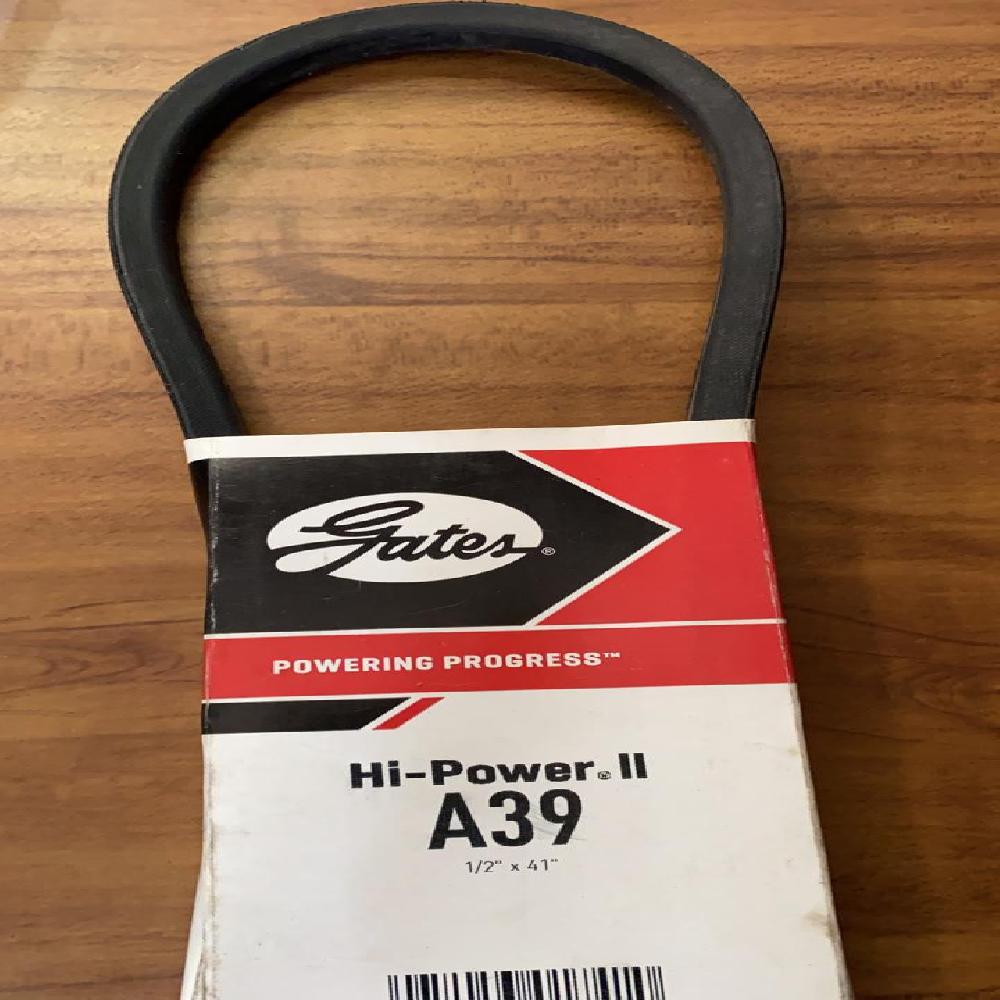 Gates®
POWERING PROGRESS™
Hi-Power® II
A39
1/2" x 41"